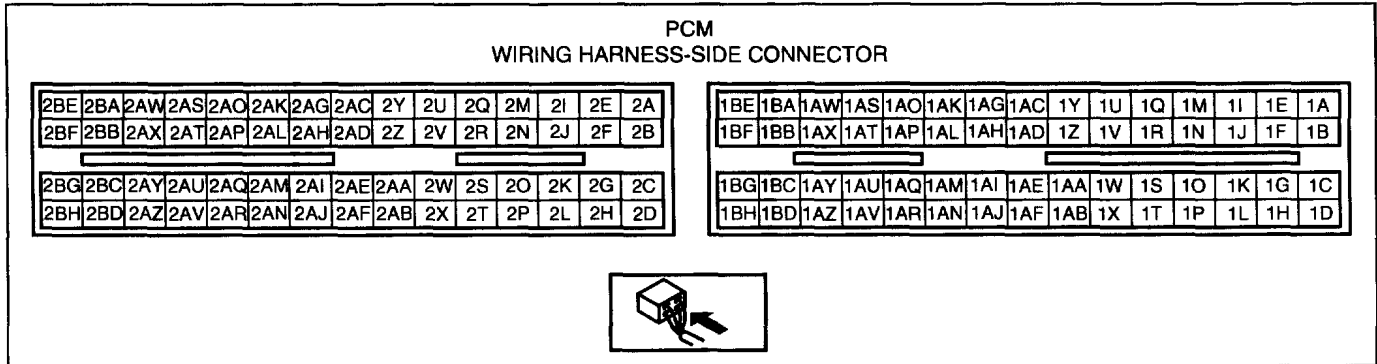 PCM
WIRING HARNESS-SIDE CONNECTOR
2BE 2BA 2AW 2AS 2AO 2AK 2AG 2AC 2Y 2U 2Q 2M 2I 2E 2A
2BF 2BB 2AX 2AT 2AP 2AL 2AH 2AD 2Z 2V 2R 2N 2J 2F 2B
2BG 2BC 2AY 2AU 2AQ 2AM 2AI 2AE 2AA 2W 2S 2O 2K 2G 2C
2BH 2BD 2AZ 2AV 2AR 2AN 2AJ 2AF 2AB 2X 2T 2P 2L 2H 2D
1BE 1BA 1AW 1AS 1AO 1AK 1AG 1AC 1Y 1U 1Q 1M 1I 1E 1A
1BF 1BB 1AX 1AT 1AP 1AL 1AH 1AD 1Z 1V 1R 1N 1J 1F 1B
1BG 1BC 1AY 1AU 1AQ 1AM 1AI 1AE 1AA 1W 1S 1O 1K 1G 1C
1BH 1BD 1AZ 1AV 1AR 1AN 1AJ 1AF 1AB 1X 1T 1P 1L 1H 1D